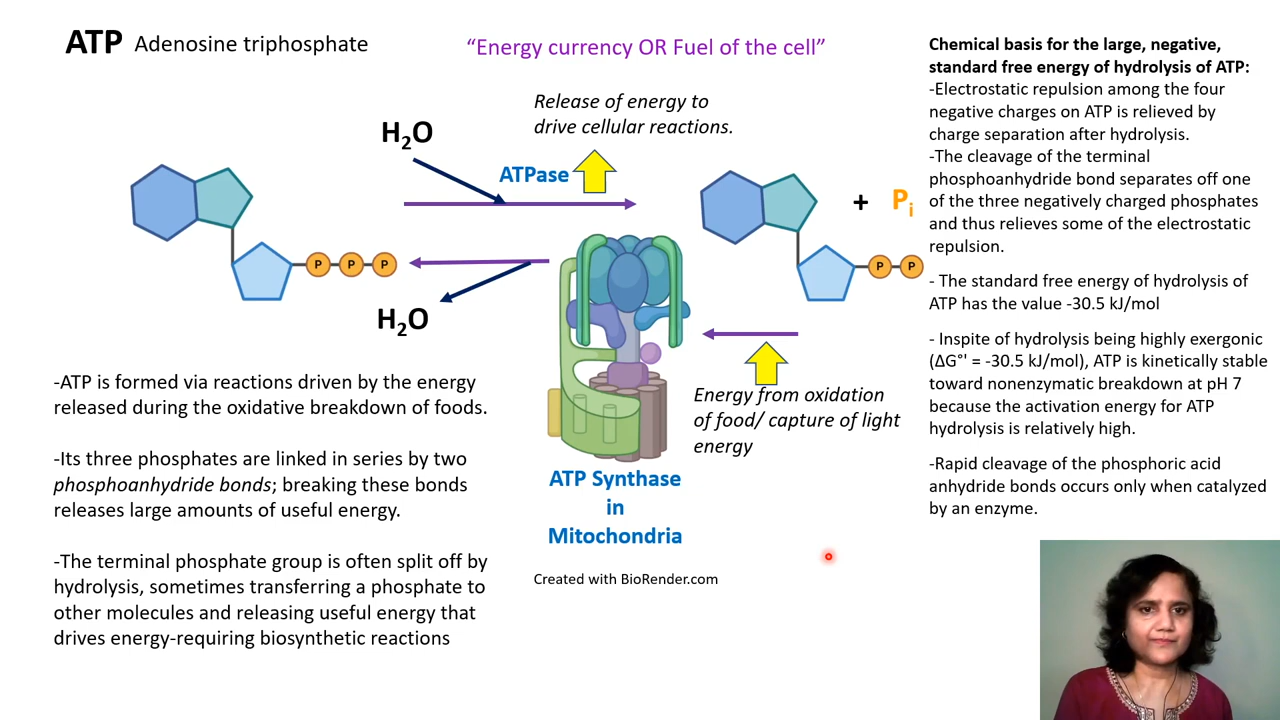 ATP Adenosine triphosphate
“Energy currency OR Fuel of the cell”
Release of energy to
drive cellular reactions.
H₂O
ATPase
+ Pi
P P P
P P
H₂O
Energy from oxidation
of food/ capture of light
energy
ATP Synthase
in
Mitochondria
Created with BioRender.com
-ATP is formed via reactions driven by the energy
released during the oxidative breakdown of foods.
-Its three phosphates are linked in series by two
phosphoanhydride bonds; breaking these bonds
releases large amounts of useful energy.
-The terminal phosphate group is often split off by
hydrolysis, sometimes transferring a phosphate to
other molecules and releasing useful energy that
drives energy-requiring biosynthetic reactions
Chemical basis for the large, negative,
standard free energy of hydrolysis of ATP:
-Electrostatic repulsion among the four
negative charges on ATP is relieved by
charge separation after hydrolysis.
-The cleavage of the terminal
phosphoanhydride bond separates off one
of the three negatively charged phosphates
and thus relieves some of the electrostatic
repulsion.
- The standard free energy of hydrolysis of
ATP has the value -30.5 kJ/mol
- Inspite of hydrolysis being highly exergonic
(ΔG°' = -30.5 kJ/mol), ATP is kinetically stable
toward nonenzymatic breakdown at pH 7
because the activation energy for ATP
hydrolysis is relatively high.
-Rapid cleavage of the phosphoric acid
anhydride bonds occurs only when catalyzed
by an enzyme.